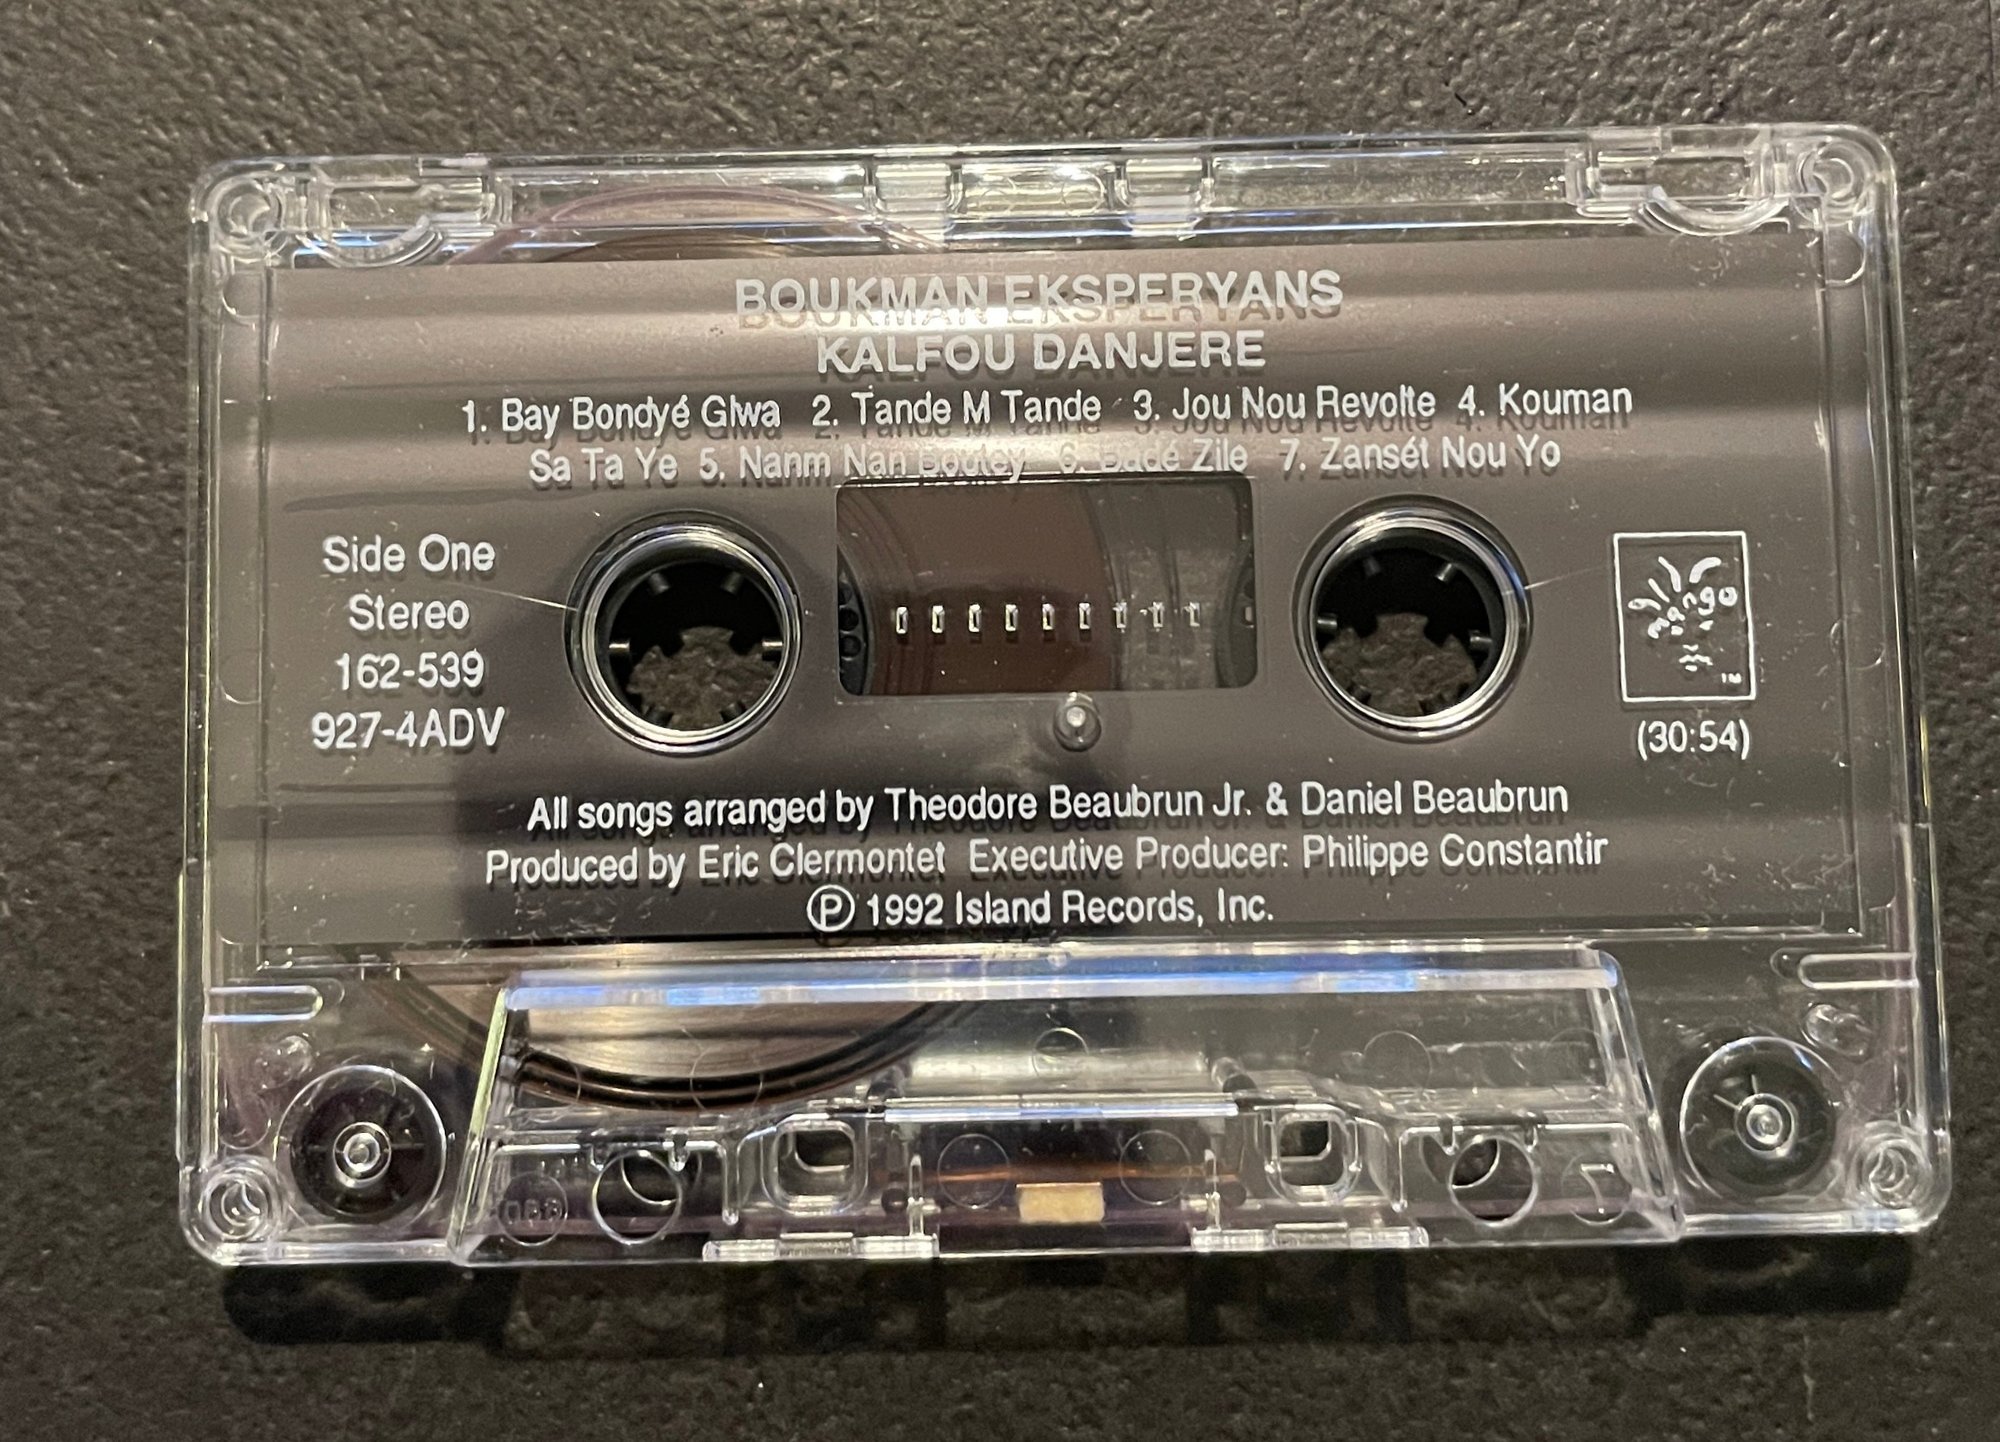 BOUKMAN EKSPERYANS
KALFOU DANJERE
1. Bay Bondyé Glwa 2. Tande M Tande 3. Jou Nou Revolte 4. Kouman
Sa Ta Ye 5. Nanm Nan Boutey 6. Badé Zile 7. Zansét Nou Yo
Side One
Stereo
162-539
927-4ADV
mango
TM
(30:54)
All songs arranged by Theodore Beaubrun Jr. & Daniel Beaubrun
Produced by Eric Clermontet Executive Producer: Philippe Constantin
Ⓟ 1992 Island Records, Inc.